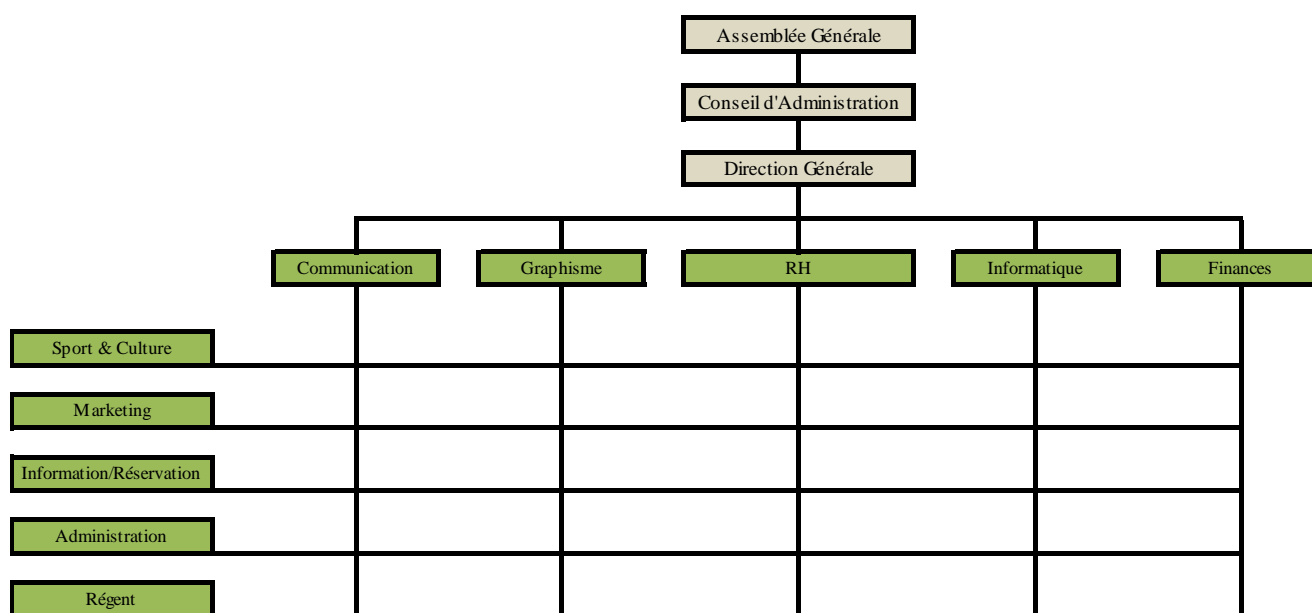 Assemblée Générale
Conseil d'Administration
Direction Générale
Communication
Graphisme
RH
Informatique
Finances
Sport & Culture
Marketing
Information/Réservation
Administration
Régent